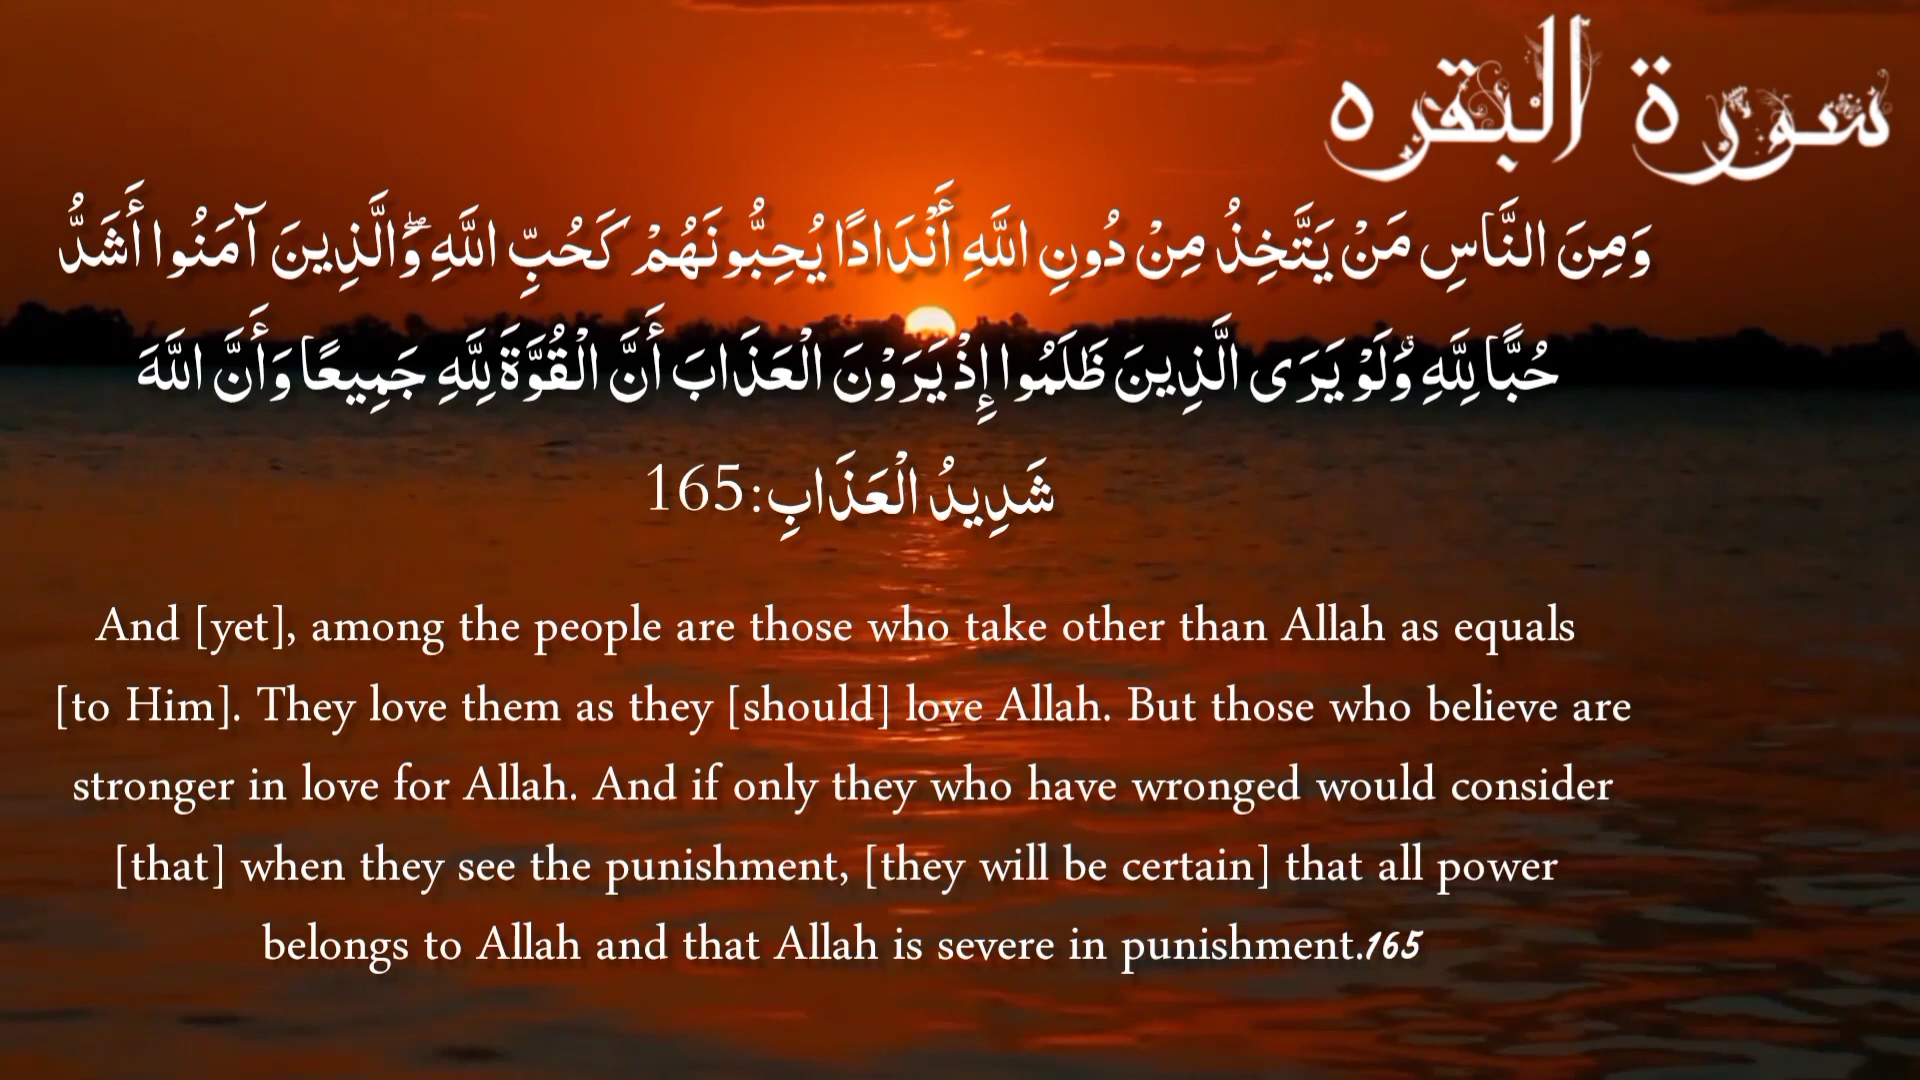 سورة البقره
وَمِنَ النَّاسِ مَنْ يَتَّخِذُ مِنْ دُونِ اللَّهِ أَنْدَادًا يُحِبُّونَهُمْ كَحُبِّ اللَّهِ ۖ وَالَّذِينَ آمَنُوا أَشَدُّ
حُبًّا لِلَّهِ ۗ وَلَوْ يَرَى الَّذِينَ ظَلَمُوا إِذْ يَرَوْنَ الْعَذَابَ أَنَّ الْقُوَّةَ لِلَّهِ جَمِيعًا وَأَنَّ اللَّهَ
شَدِيدُ الْعَذَابِ:165
And [yet], among the people are those who take other than Allah as equals
[to Him]. They love them as they [should] love Allah. But those who believe are
stronger in love for Allah. And if only they who have wronged would consider
[that] when they see the punishment, [they will be certain] that all power
belongs to Allah and that Allah is severe in punishment.165